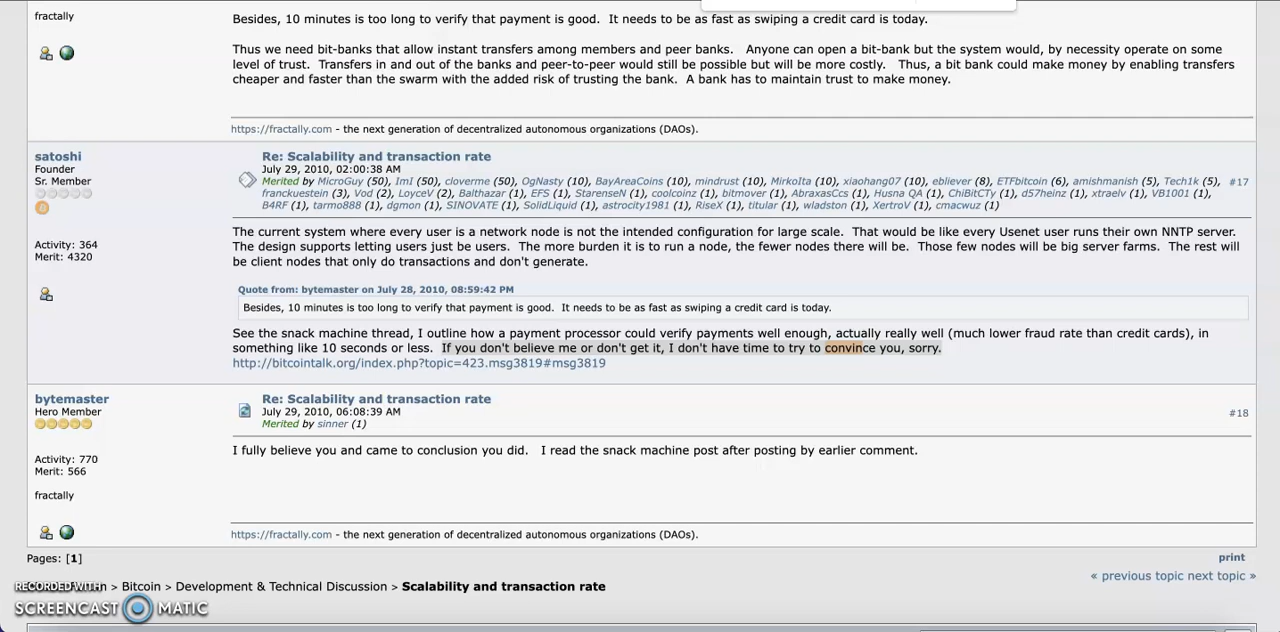 fractally
Besides, 10 minutes is too long to verify that payment is good.  It needs to be as fast as swiping a credit card is today.
Thus we need bit-banks that allow instant transfers among members and peer banks.   Anyone can open a bit-bank but the system would, by necessity operate on some
level of trust.   Transfers in and out of the banks and peer-to-peer would still be possible but will be more costly.   Thus, a bit bank could make money by enabling transfers
cheaper and faster than the swarm with the added risk of trusting the bank.  A bank has to maintain trust to make money.
https://fractally.com - the next generation of decentralized autonomous organizations (DAOs).
satoshi
Founder
Sr. Member
Activity: 364
Merit: 4320
Re: Scalability and transaction rate
July 29, 2010, 02:00:38 AM
Merited by MicroGuy (50), ImI (50), cloverme (50), OgNasty (10), BayAreaCoins (10), mindrust (10), MirkoIta (10), xiaohang07 (10), ebliever (8), ETFbitcoin (6), amishmanish (5), Tech1k (5), #17
franckuestein (3), Vod (2), LoyceV (2), Balthazar (1), EFS (1), StarenseN (1), coolcoinz (1), bitmover (1), AbraxasCcs (1), Husna QA (1), ChiBitCTy (1), d57heinz (1), xtraelv (1), VB1001 (1),
B4RF (1), tarmo888 (1), dgmon (1), SINOVATE (1), SolidLiquid (1), astrocity1981 (1), RiseX (1), titular (1), wladston (1), XertroV (1), cmacwuz (1)
The current system where every user is a network node is not the intended configuration for large scale.  That would be like every Usenet user runs their own NNTP server.
The design supports letting users just be users.  The more burden it is to run a node, the fewer nodes there will be.  Those few nodes will be big server farms.  The rest will
be client nodes that only do transactions and don't generate.
Quote from: bytemaster on July 28, 2010, 08:59:42 PM
Besides, 10 minutes is too long to verify that payment is good.  It needs to be as fast as swiping a credit card is today.
See the snack machine thread, I outline how a payment processor could verify payments well enough, actually really well (much lower fraud rate than credit cards), in
something like 10 seconds or less.  If you don't believe me or don't get it, I don't have time to try to convince you, sorry.
http://bitcointalk.org/index.php?topic=423.msg3819#msg3819
bytemaster
Hero Member
Activity: 770
Merit: 566
fractally
Re: Scalability and transaction rate
July 29, 2010, 06:08:39 AM
#18
Merited by sinner (1)
I fully believe you and came to conclusion you did.   I read the snack machine post after posting by earlier comment.
https://fractally.com - the next generation of decentralized autonomous organizations (DAOs).
Pages: [1]
print
« previous topic next topic »
> Bitcoin > Development & Technical Discussion > Scalability and transaction rate
RECORDED WITH
SCREENCAST MATIC